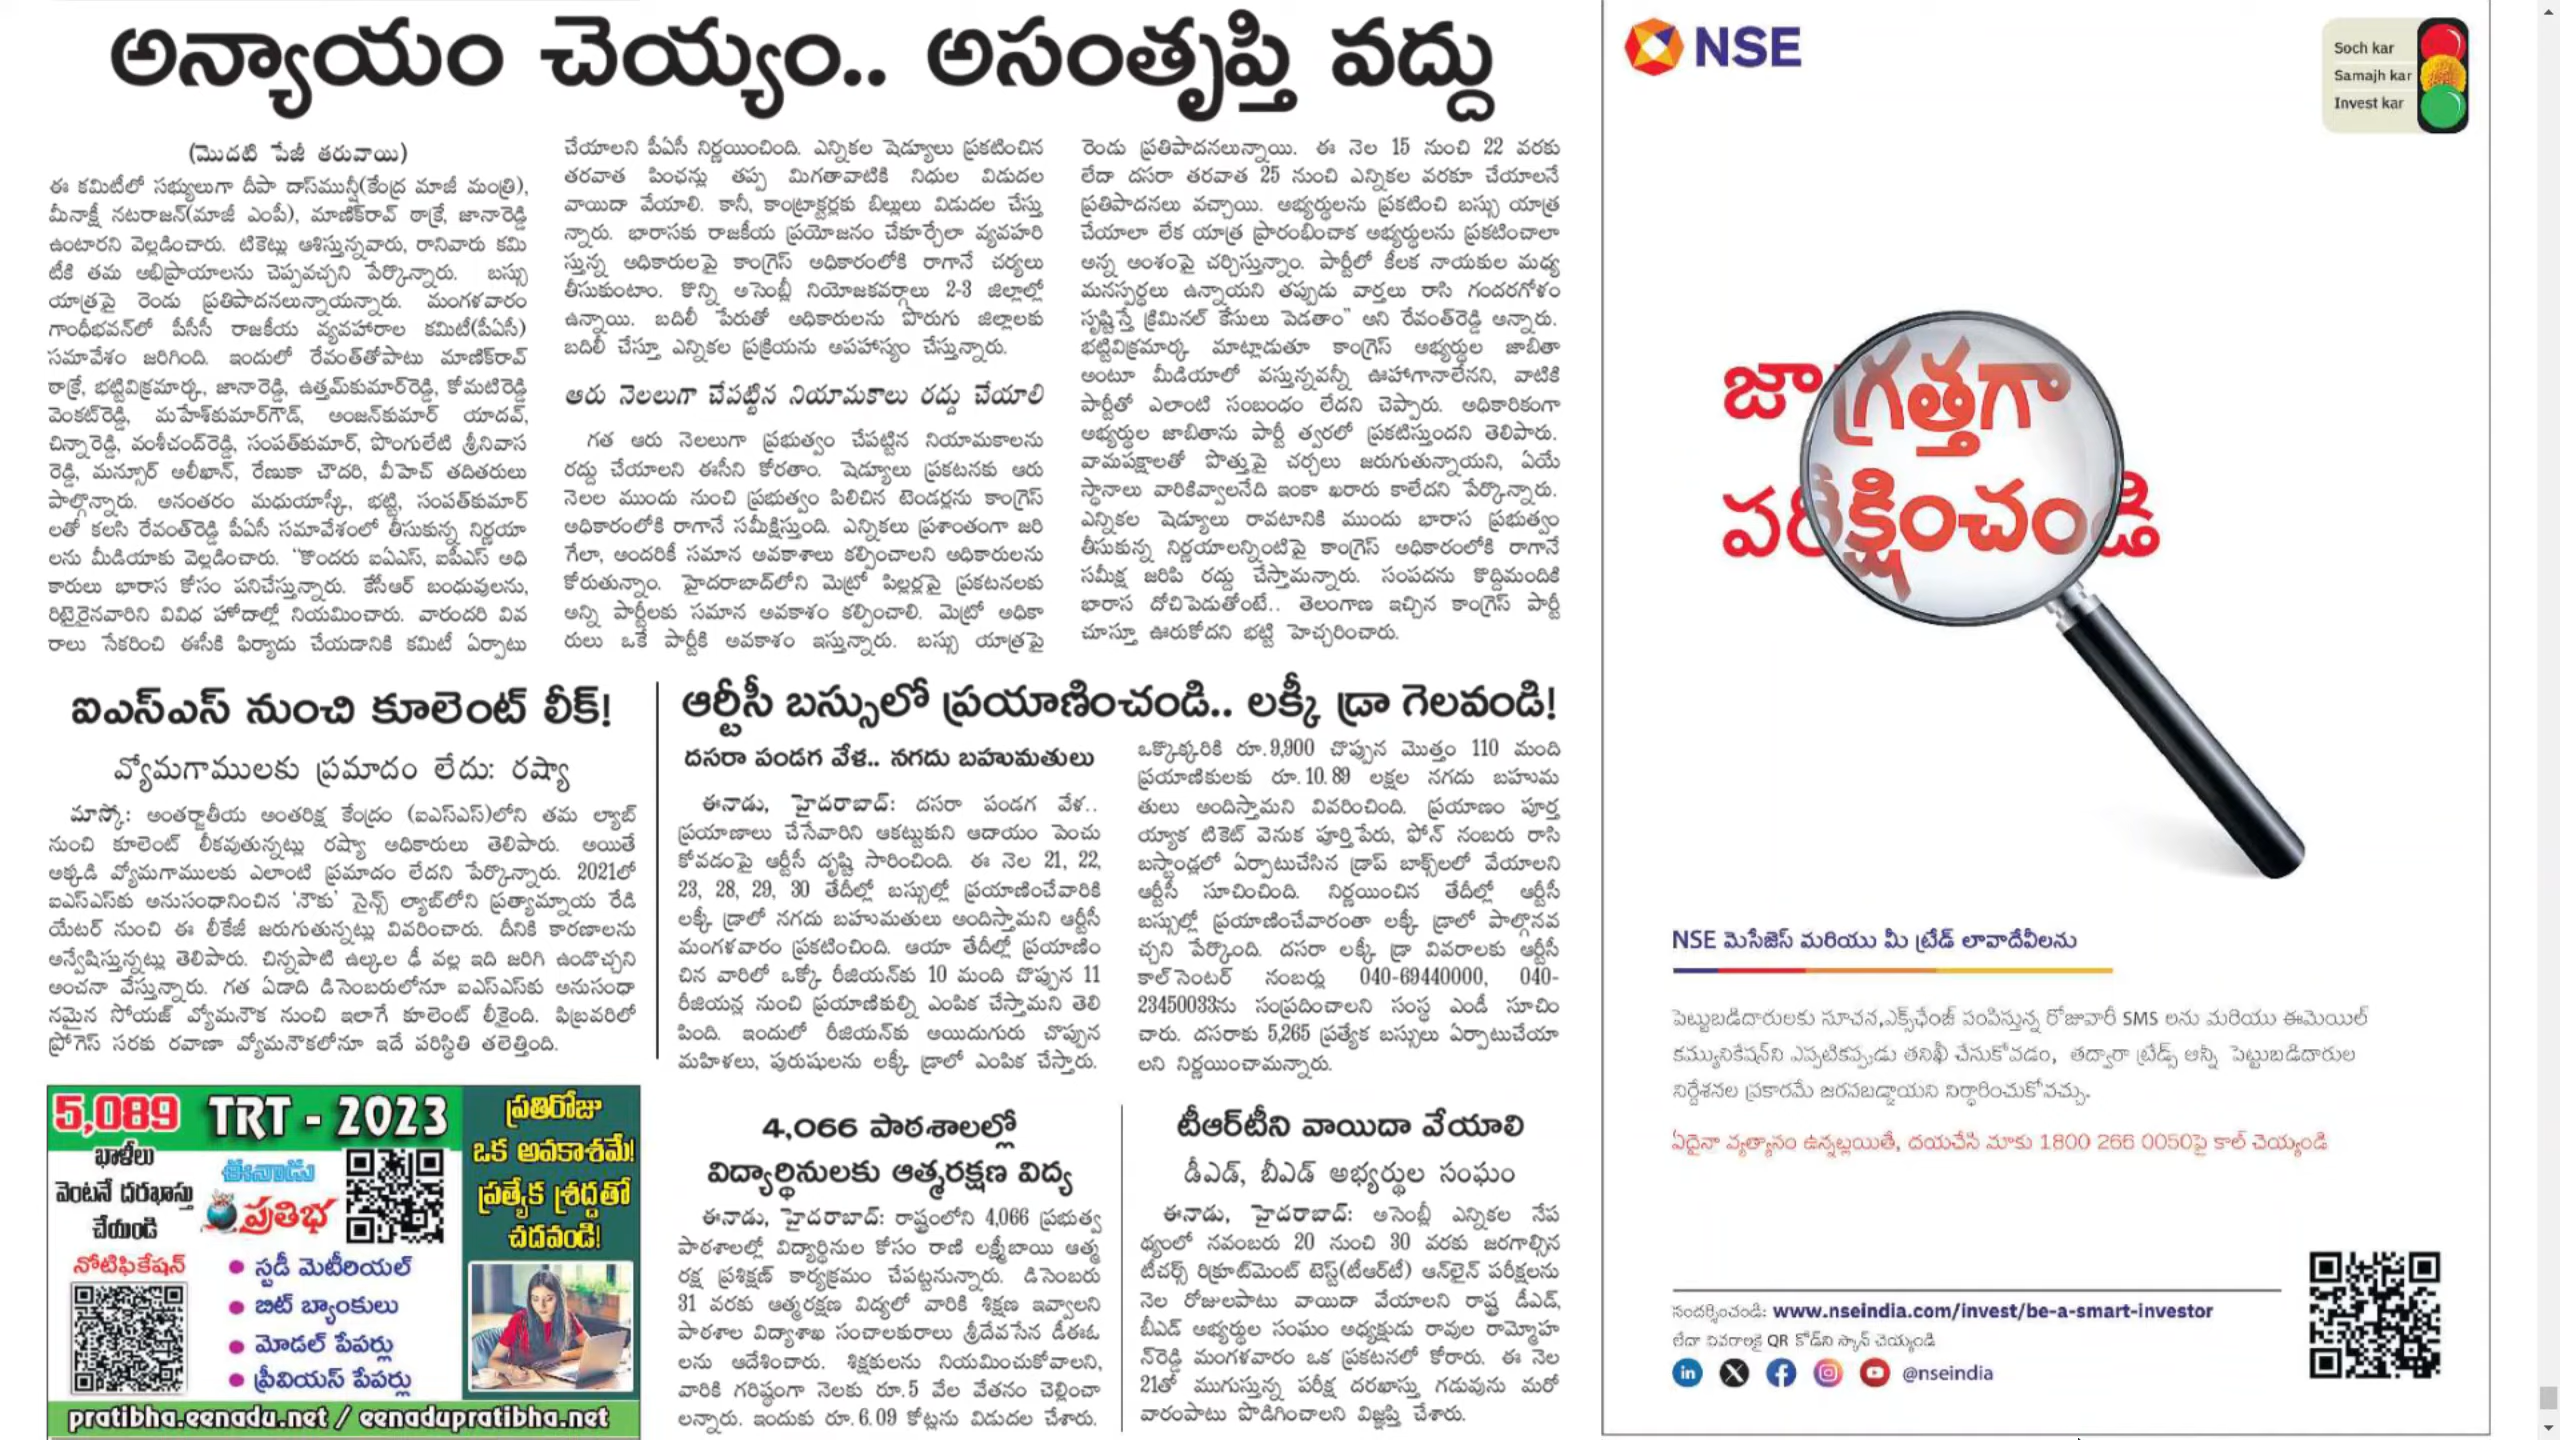 అన్యాయం చెయ్యం.. అసంతృప్తి వద్దు
(మొదటి పేజీ తరువాయి)
ఈ కమిటీలో సభ్యులుగా దీపా దాస్‌మున్షీ(కేంద్ర మాజీ మంత్రి),
మీనాక్షీ నటరాజన్(మాజీ ఎంపీ), మాణిక్‌రావ్ ఠాక్రే, జానారెడ్డి
ఉంటారని వెల్లడించారు. టికెట్లు ఆశిస్తున్నవారు, రానివారు కమి
టీకి తమ అభిప్రాయాలను చెప్పవచ్చని పేర్కొన్నారు. బస్సు
యాత్రపై రెండు ప్రతిపాదనలున్నాయన్నారు. మంగళవారం
గాంధీభవన్‌లో పీసీసీ రాజకీయ వ్యవహారాల కమిటీ(పీఏసీ)
సమావేశం జరిగింది. ఇందులో రేవంత్‌తోపాటు మాణిక్‌రావ్
ఠాక్రే, భట్టివిక్రమార్క, జానారెడ్డి, ఉత్తమ్‌కుమార్‌రెడ్డి, కోమటిరెడ్డి
వెంకట్‌రెడ్డి, మహేశ్‌కుమార్‌గౌడ్, అంజన్‌కుమార్ యాదవ్,
చిన్నారెడ్డి, వంశీచంద్‌రెడ్డి, సంపత్‌కుమార్, పొంగులేటి శ్రీనివాస
రెడ్డి, మన్సూర్ అలీఖాన్, రేణుకా చౌదరి, వీహెచ్ తదితరులు
పాల్గొన్నారు. అనంతరం మధుయాస్కీ, భట్టి, సంపత్‌కుమార్
లతో కలసి రేవంత్‌రెడ్డి పీఏసీ సమావేశంలో తీసుకున్న నిర్ణయా
లను మీడియాకు వెల్లడించారు. ‘‘కొందరు ఐఏఎస్, ఐపీఎస్ అధి
కారులు భారాస కోసం పనిచేస్తున్నారు. కేసీఆర్ బంధువులను,
రిటైరైనవారిని వివిధ హోదాల్లో నియమించారు. వారందరి వివ
రాలు సేకరించి ఈసీకి ఫిర్యాదు చేయడానికి కమిటీ ఏర్పాటు
చేయాలని పీఏసీ నిర్ణయించింది. ఎన్నికల షెడ్యూలు ప్రకటించిన
తరవాత పింఛన్లు తప్ప మిగతావాటికి నిధుల విడుదల
వాయిదా వేయాలి. కానీ, కాంట్రాక్టర్లకు బిల్లులు విడుదల చేస్తు
న్నారు. భారాసకు రాజకీయ ప్రయోజనం చేకూర్చేలా వ్యవహరి
స్తున్న అధికారులపై కాంగ్రెస్ అధికారంలోకి రాగానే చర్యలు
తీసుకుంటాం. కొన్ని అసెంబ్లీ నియోజకవర్గాలు 2-3 జిల్లాల్లో
ఉన్నాయి. బదిలీ పేరుతో అధికారులను పొరుగు జిల్లాలకు
బదిలీ చేస్తూ ఎన్నికల ప్రక్రియను అపహాస్యం చేస్తున్నారు.
ఆరు నెలలుగా చేపట్టిన నియామకాలు రద్దు చేయాలి
గత ఆరు నెలలుగా ప్రభుత్వం చేపట్టిన నియామకాలను
రద్దు చేయాలని ఈసీని కోరతాం. షెడ్యూలు ప్రకటనకు ఆరు
నెలల ముందు నుంచి ప్రభుత్వం పిలిచిన టెండర్లను కాంగ్రెస్
అధికారంలోకి రాగానే సమీక్షిస్తుంది. ఎన్నికలు ప్రశాంతంగా జరి
గేలా, అందరికీ సమాన అవకాశాలు కల్పించాలని అధికారులను
కోరుతున్నాం. హైదరాబాద్‌లోని మెట్రో పిల్లర్లపై ప్రకటనలకు
అన్ని పార్టీలకు సమాన అవకాశం కల్పించాలి. మెట్రో అధికా
రులు ఒకే పార్టీకి అవకాశం ఇస్తున్నారు. బస్సు యాత్రపై
రెండు ప్రతిపాదనలున్నాయి. ఈ నెల 15 నుంచి 22 వరకు
లేదా దసరా తరవాత 25 నుంచి ఎన్నికల వరకూ చేయాలనే
ప్రతిపాదనలు వచ్చాయి. అభ్యర్థులను ప్రకటించి బస్సు యాత్ర
చేయాలా లేక యాత్ర ప్రారంభించాక అభ్యర్థులను ప్రకటించాలా
అన్న అంశంపై చర్చిస్తున్నాం. పార్టీలో కీలక నాయకుల మధ్య
మనస్పర్థలు ఉన్నాయని తప్పుడు వార్తలు రాసి గందరగోళం
సృష్టిస్తే క్రిమినల్ కేసులు పెడతాం’’ అని రేవంత్‌రెడ్డి అన్నారు.
భట్టివిక్రమార్క మాట్లాడుతూ కాంగ్రెస్ అభ్యర్థుల జాబితా
అంటూ మీడియాలో వస్తున్నవన్నీ ఊహాగానాలేనని, వాటికి
పార్టీతో ఎలాంటి సంబంధం లేదని చెప్పారు. అధికారికంగా
అభ్యర్థుల జాబితాను పార్టీ త్వరలో ప్రకటిస్తుందని తెలిపారు.
వామపక్షాలతో పొత్తుపై చర్చలు జరుగుతున్నాయని, ఏయే
స్థానాలు వారికివ్వాలనేది ఇంకా ఖరారు కాలేదని పేర్కొన్నారు.
ఎన్నికల షెడ్యూలు రావటానికి ముందు భారాస ప్రభుత్వం
తీసుకున్న నిర్ణయాలన్నింటిపై కాంగ్రెస్ అధికారంలోకి రాగానే
సమీక్ష జరిపి రద్దు చేస్తామన్నారు. సంపదను కొద్దిమందికి
భారాస దోచిపెడుతోంటే.. తెలంగాణ ఇచ్చిన కాంగ్రెస్ పార్టీ
చూస్తూ ఊరుకోదని భట్టి హెచ్చరించారు.
ఐఎస్ఎస్ నుంచి కూలెంట్ లీక్!
వ్యోమగాములకు ప్రమాదం లేదు: రష్యా
మాస్కో: అంతర్జాతీయ అంతరిక్ష కేంద్రం (ఐఎస్ఎస్)లోని తమ ల్యాబ్
నుంచి కూలెంట్ లీకవుతున్నట్లు రష్యా అధికారులు తెలిపారు. అయితే
అక్కడి వ్యోమగాములకు ఎలాంటి ప్రమాదం లేదని పేర్కొన్నారు. 2021లో
ఐఎస్ఎస్‌కు అనుసంధానించిన ‘నౌకు’ సైన్స్ ల్యాబ్‌లోని ప్రత్యామ్నాయ రేడి
యేటర్ నుంచి ఈ లీకేజీ జరుగుతున్నట్లు వివరించారు. దీనికి కారణాలను
అన్వేషిస్తున్నట్లు తెలిపారు. చిన్నపాటి ఉల్కల ఢీ వల్ల ఇది జరిగి ఉండొచ్చని
అంచనా వేస్తున్నారు. గత ఏడాది డిసెంబరులోనూ ఐఎస్ఎస్‌కు అనుసంధా
నమైన సోయజ్ వ్యోమనౌక నుంచి ఇలాగే కూలెంట్ లీకైంది. ఫిబ్రవరిలో
ప్రోగ్రెస్ సరకు రవాణా వ్యోమనౌకలోనూ ఇదే పరిస్థితి తలెత్తింది.
ఆర్టీసీ బస్సులో ప్రయాణించండి.. లక్కీ డ్రా గెలవండి!
దసరా పండగ వేళ.. నగదు బహుమతులు
ఈనాడు, హైదరాబాద్: దసరా పండగ వేళ..
ప్రయాణాలు చేసేవారిని ఆకట్టుకుని ఆదాయం పెంచు
కోవడంపై ఆర్టీసీ దృష్టి సారించింది. ఈ నెల 21, 22,
23, 28, 29, 30 తేదీల్లో బస్సుల్లో ప్రయాణించేవారికి
లక్కీ డ్రాలో నగదు బహుమతులు అందిస్తామని ఆర్టీసీ
మంగళవారం ప్రకటించింది. ఆయా తేదీల్లో ప్రయాణిం
చిన వారిలో ఒక్కో రీజియన్‌కు 10 మంది చొప్పున 11
రీజియన్ల నుంచి ప్రయాణికుల్ని ఎంపిక చేస్తామని తెలి
పింది. ఇందులో రీజియన్‌కు అయిదుగురు చొప్పున
మహిళలు, పురుషులను లక్కీ డ్రాలో ఎంపిక చేస్తారు.
ఒక్కొక్కరికి రూ.9,900 చొప్పున మొత్తం 110 మంది
ప్రయాణికులకు రూ.10.89 లక్షల నగదు బహుమ
తులు అందిస్తామని వివరించింది. ప్రయాణం పూర్త
య్యాక టికెట్ వెనుక పూర్తిపేరు, ఫోన్ నంబరు రాసి
బస్టాండ్లలో ఏర్పాటుచేసిన డ్రాప్ బాక్స్‌లలో వేయాలని
ఆర్టీసీ సూచించింది. నిర్ణయించిన తేదీల్లో ఆర్టీసీ
బస్సుల్లో ప్రయాణించేవారంతా లక్కీ డ్రాలో పాల్గొనవ
చ్చని పేర్కొంది. దసరా లక్కీ డ్రా వివరాలకు ఆర్టీసీ
కాల్‌సెంటర్ నంబర్లు 040-69440000, 040-
23450033ను సంప్రదించాలని సంస్థ ఎండీ సూచిం
చారు. దసరాకు 5,265 ప్రత్యేక బస్సులు ఏర్పాటుచేయా
లని నిర్ణయించామన్నారు.
5,089
ఖాళీలు
వెంటనే దరఖాస్తు
చేయండి
నోటిఫికేషన్
TRT - 2023
ఈనాడు
ప్రతిభ
స్టడీ మెటీరియల్
బిట్ బ్యాంకులు
మోడల్ పేపర్లు
ప్రీవియస్ పేపర్లు
ప్రతిరోజు
ఒక అవకాశమే!
ప్రత్యేక శ్రద్ధతో
చదవండి!
pratibha.eenadu.net / eenadupratibha.net
4,066 పాఠశాలల్లో
విద్యార్థినులకు ఆత్మరక్షణ విద్య
ఈనాడు, హైదరాబాద్: రాష్ట్రంలోని 4,066 ప్రభుత్వ
పాఠశాలల్లో విద్యార్థినుల కోసం రాణి లక్ష్మీబాయి ఆత్మ
రక్ష ప్రశిక్షణ్ కార్యక్రమం చేపట్టనున్నారు. డిసెంబరు
31 వరకు ఆత్మరక్షణ విద్యలో వారికి శిక్షణ ఇవ్వాలని
పాఠశాల విద్యాశాఖ సంచాలకురాలు శ్రీదేవసేన డీఈఓ
లను ఆదేశించారు. శిక్షకులను నియమించుకోవాలని,
వారికి గరిష్ఠంగా నెలకు రూ.5 వేల వేతనం చెల్లించా
లన్నారు. ఇందుకు రూ.6.09 కోట్లను విడుదల చేశారు.
టీఆర్‌టీని వాయిదా వేయాలి
డీఎడ్, బీఎడ్ అభ్యర్థుల సంఘం
ఈనాడు, హైదరాబాద్: అసెంబ్లీ ఎన్నికల నేప
థ్యంలో నవంబరు 20 నుంచి 30 వరకు జరగాల్సిన
టీచర్స్ రిక్రూట్‌మెంట్ టెస్ట్(టీఆర్‌టీ) ఆన్‌లైన్ పరీక్షలను
నెల రోజులపాటు వాయిదా వేయాలని రాష్ట్ర డీఎడ్,
బీఎడ్ అభ్యర్థుల సంఘం అధ్యక్షుడు రావుల రామ్మోహ
న్‌రెడ్డి మంగళవారం ఒక ప్రకటనలో కోరారు. ఈ నెల
21తో ముగుస్తున్న పరీక్ష దరఖాస్తు గడువును మరో
వారంపాటు పొడిగించాలని విజ్ఞప్తి చేశారు.
NSE
Soch kar
Samajh kar
Invest kar
జాగ్రత్తగా
పరీక్షించండి
NSE మెసేజెస్ మరియు మీ ట్రేడ్ లావాదేవీలను
పెట్టుబడిదారులకు సూచన,ఎక్స్‌ఛేంజ్ పంపిస్తున్న రోజువారీ SMS లను మరియు ఈమెయిల్
కమ్యునికేషన్‌ని ఎప్పటికప్పుడు తనిఖీ చేసుకోవడం, తద్వారా ట్రేడ్స్ అన్నీ పెట్టుబడిదారుల
నిర్దేశనల ప్రకారమే జరపబడ్డాయని నిర్ధారించుకోవచ్చు.
ఏదైనా వ్యత్యాసం ఉన్నట్లయితే, దయచేసి మాకు 1800 266 0050పై కాల్ చెయ్యండి
సందర్శించండి: www.nseindia.com/invest/be-a-smart-investor
లేదా వివరాలకై QR కోడ్‌ని స్కాన్ చెయ్యండి
@nseindia